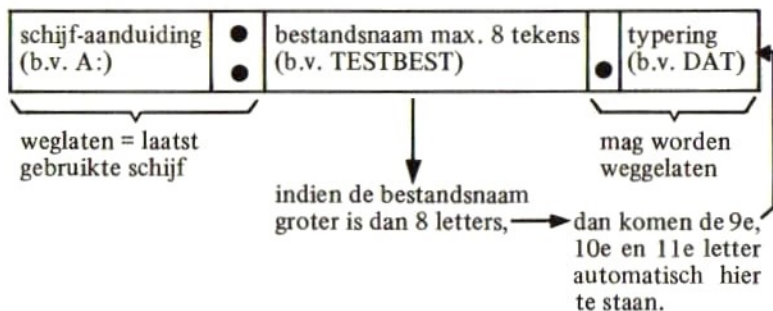 schijf-aanduiding
(b.v. A:)
:
bestandsnaam max. 8 tekens
(b.v. TESTBEST)
.
typering
(b.v. DAT)
weglaten = laatst
gebruikte schijf
mag worden
weggelaten
indien de bestandsnaam
groter is dan 8 letters,
dan komen de 9e,
10e en 11e letter
automatisch hier
te staan.